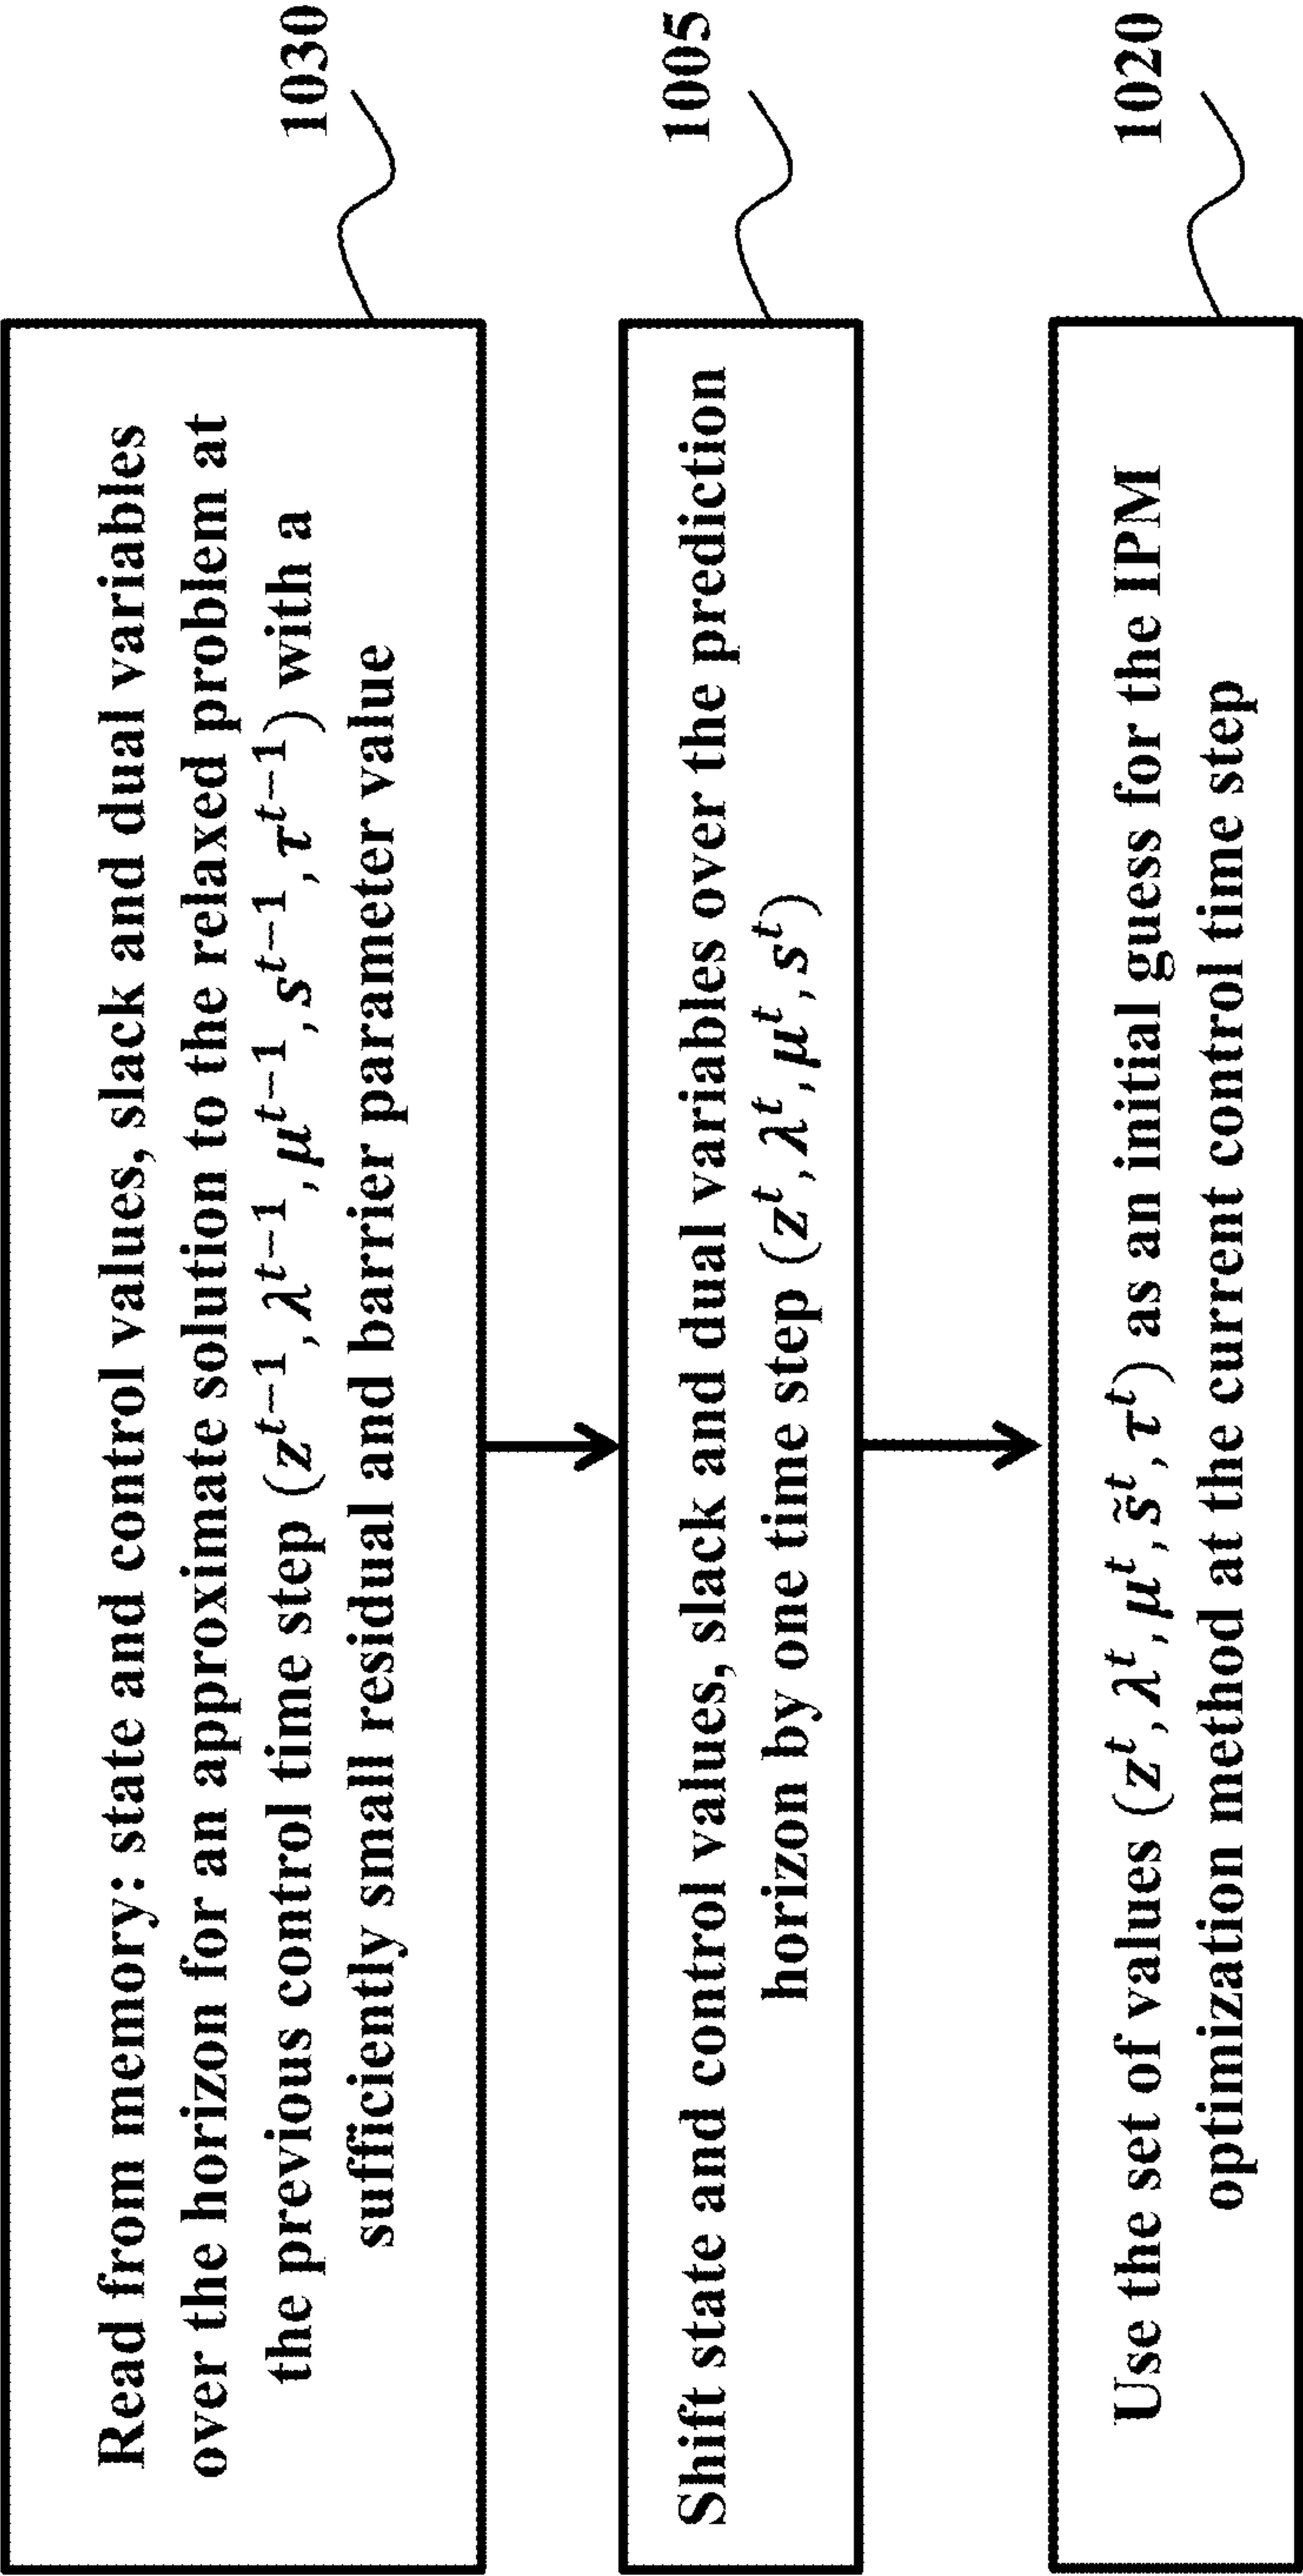 Read from memory: state and control values, slack and dual variables
over the horizon for an approximate solution to the relaxed problem at
the previous control time step (z^{t−1}, λ^{t−1}, μ^{t−1}, s^{t−1}, τ^{t−1}) with a
sufficiently small residual and barrier parameter value
1030
Shift state and control values, slack and dual variables over the prediction
horizon by one time step (z^t, λ^t, μ^t, s^t)
1005
Use the set of values (z^t, λ^t, μ^t, s̃^t, τ^t) as an initial guess for the IPM
optimization method at the current control time step
1020